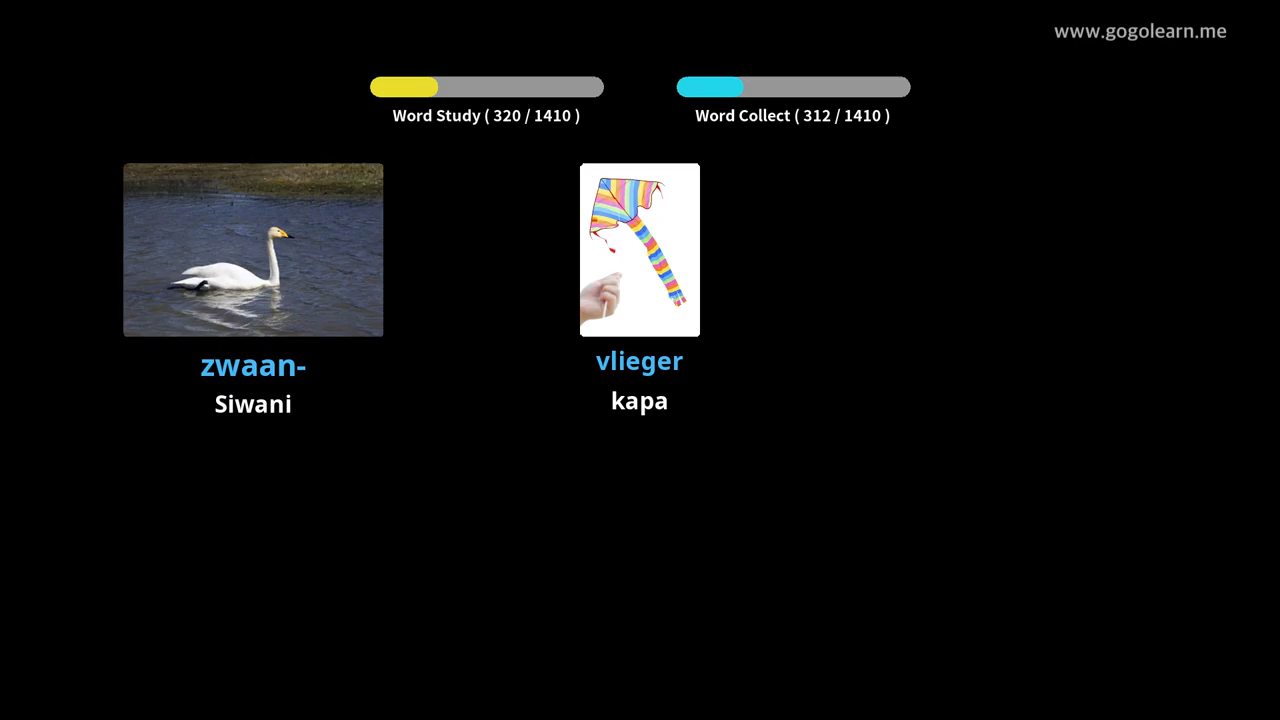 www.gogolearn.me
Word Study ( 320 / 1410 )
Word Collect ( 312 / 1410 )
zwaan-
Siwani
vlieger
kapa